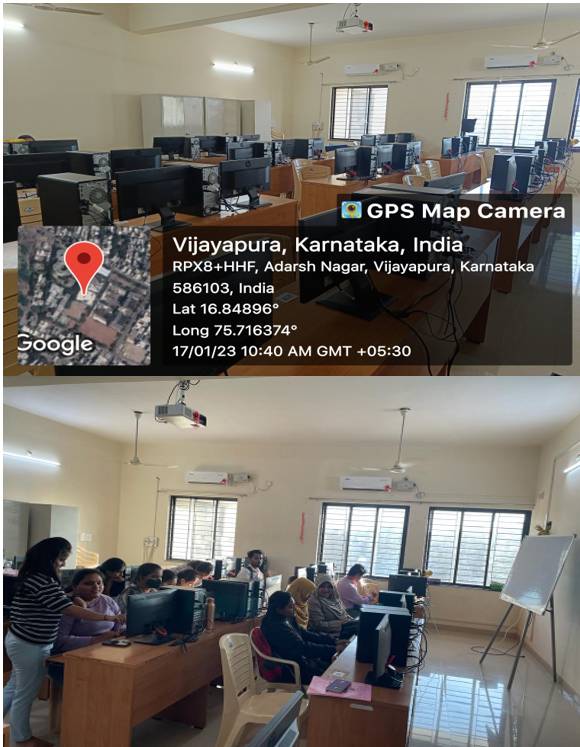 GPS Map Camera
Vijayapura, Karnataka, India
RPX8+HHF, Adarsh Nagar, Vijayapura, Karnataka
586103, India
Lat 16.84896°
Long 75.716374°
17/01/23 10:40 AM GMT +05:30
Google